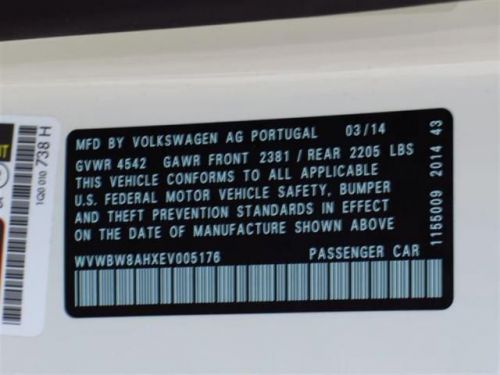 MFD BY VOLKSWAGEN AG PORTUGAL 03/14
GVWR 4542 GAWR FRONT 2381 / REAR 2205 LBS
THIS VEHICLE CONFORMS TO ALL APPLICABLE
U.S. FEDERAL MOTOR VEHICLE SAFETY, BUMPER
AND THEFT PREVENTION STANDARDS IN EFFECT
ON THE DATE OF MANUFACTURE SHOWN ABOVE
WVWBW8AHXEV005176 PASSENGER CAR
1155009 2014 43
1Q0 010 738 H